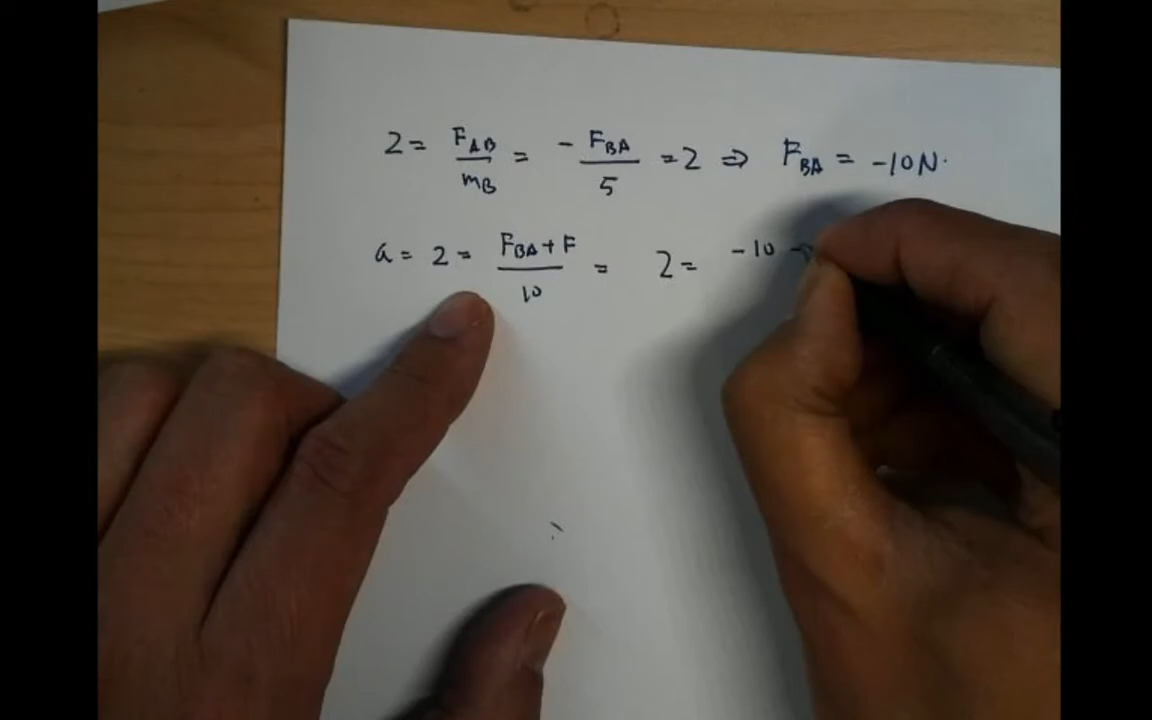 2 = F_AB / m_B = - F_BA / 5 = 2 ⇒ F_BA = -10N.
a = 2 = F_BA + F / 10 = 2 = -10